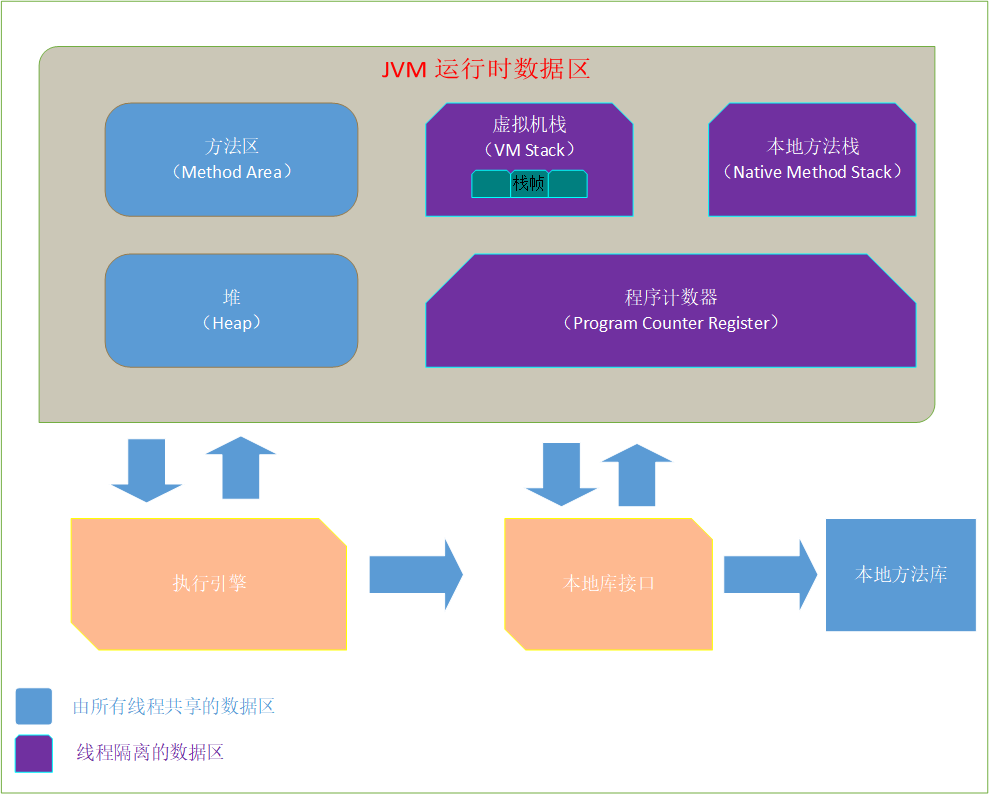 JVM 运行时数据区
方法区
（Method Area）
虚拟机栈
（VM Stack）
栈帧
本地方法栈
（Native Method Stack）
堆
（Heap）
程序计数器
（Program Counter Register）
执行引擎
本地库接口
本地方法库
由所有线程共享的数据区
线程隔离的数据区